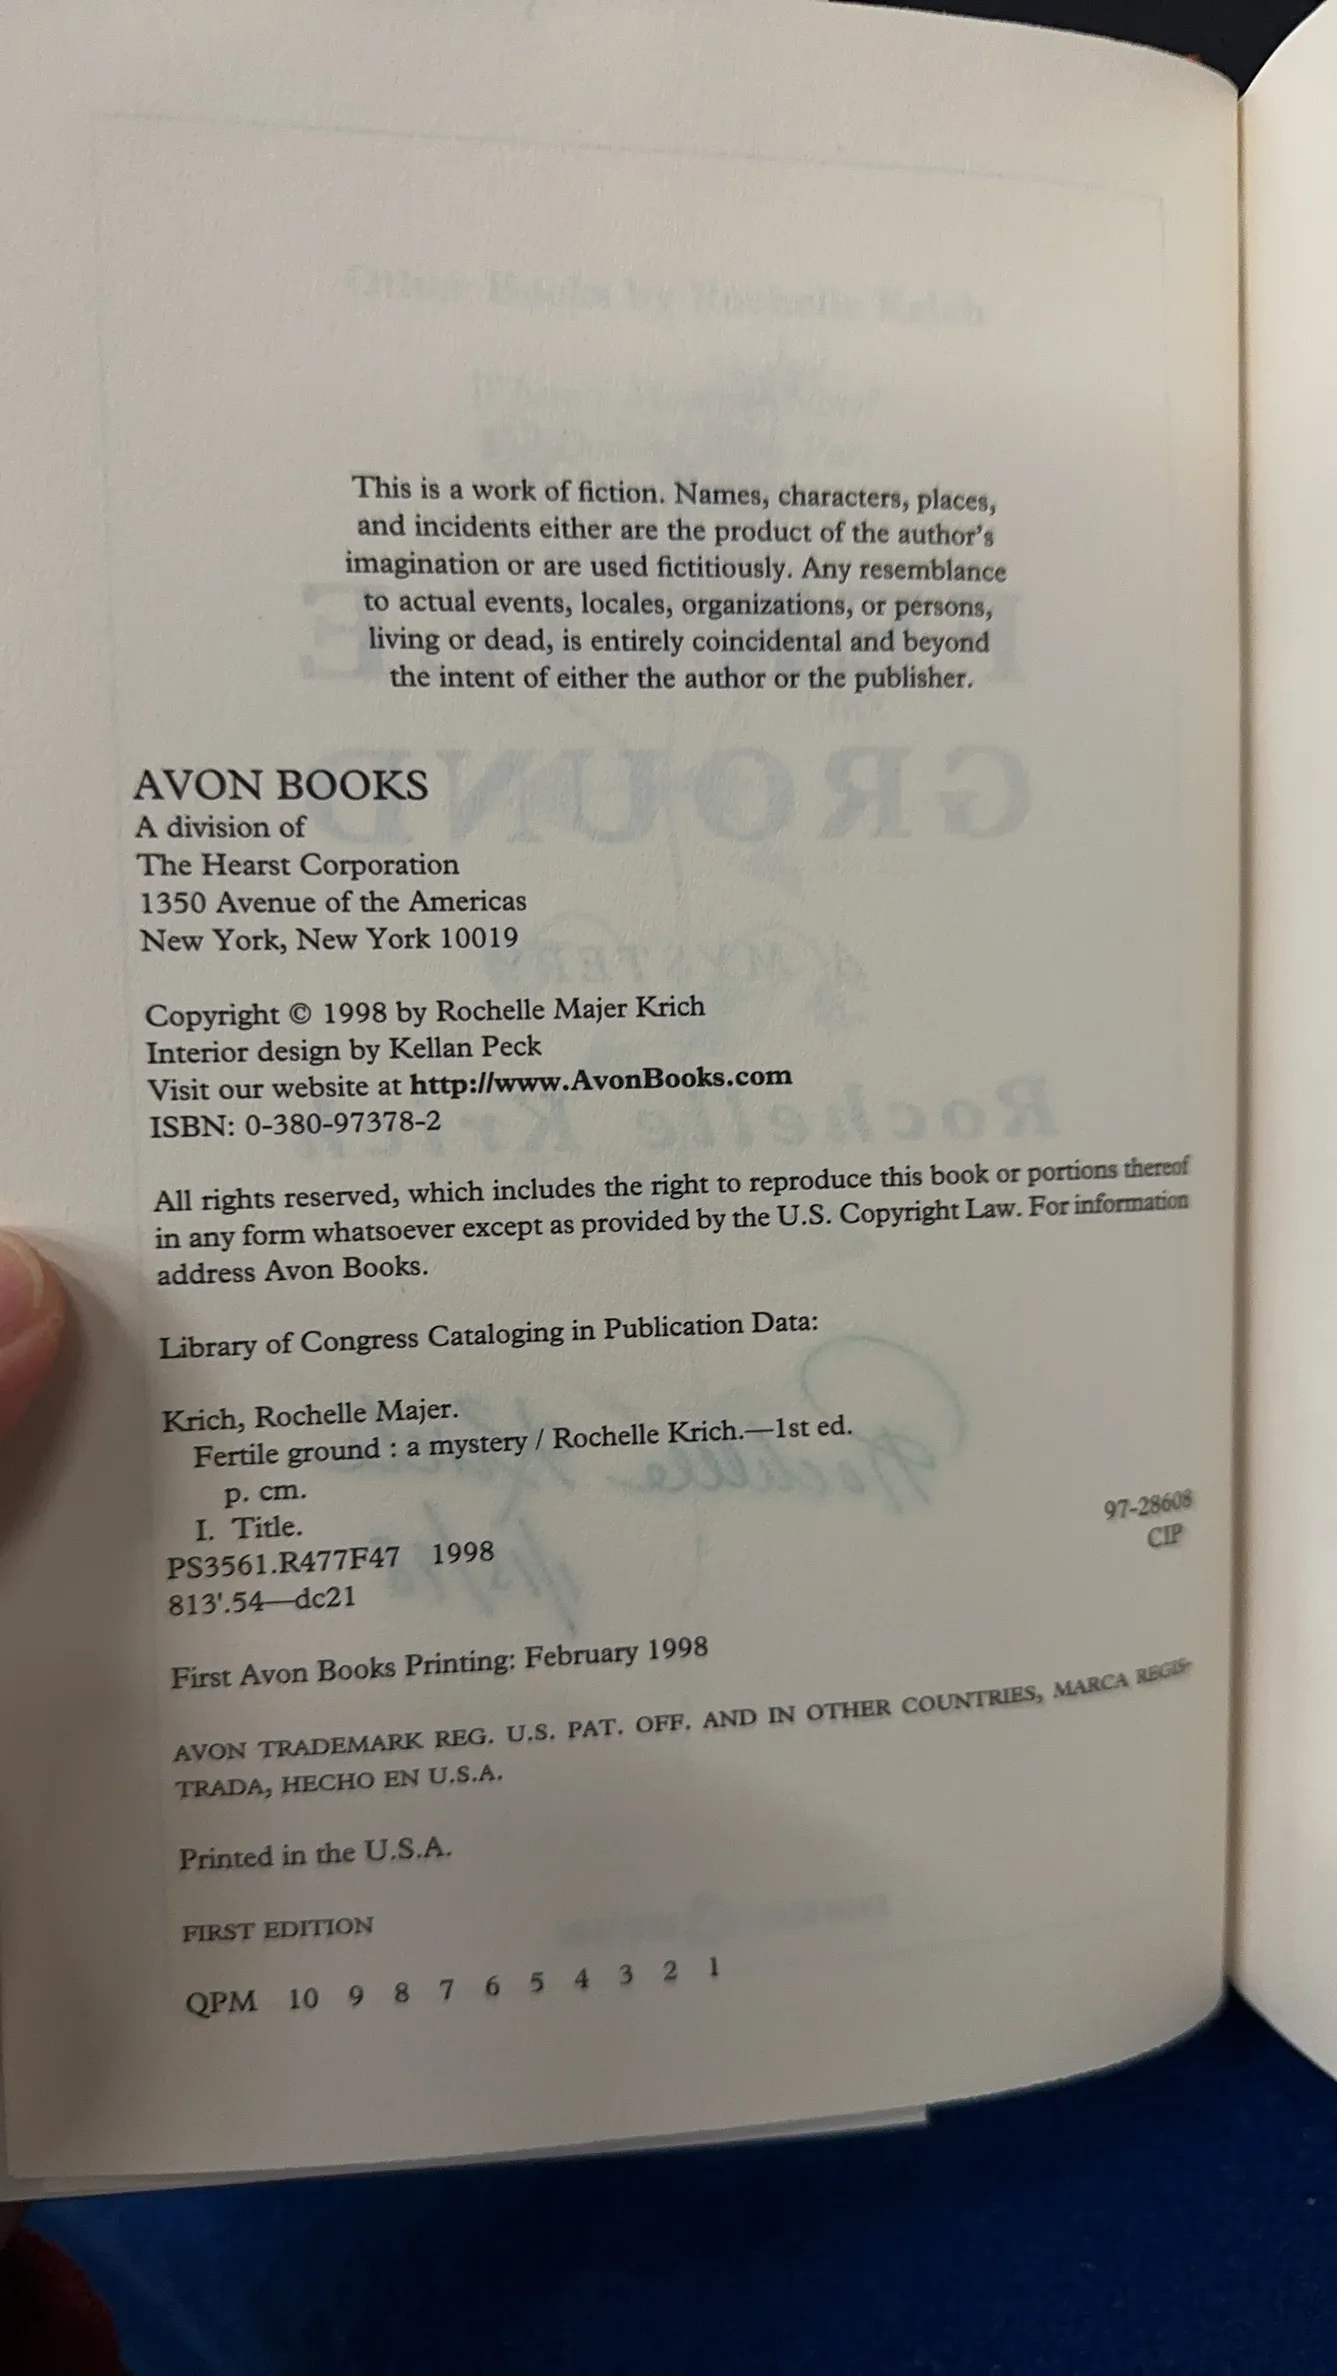 This is a work of fiction. Names, characters, places,
and incidents either are the product of the author's
imagination or are used fictitiously. Any resemblance
to actual events, locales, organizations, or persons,
living or dead, is entirely coincidental and beyond
the intent of either the author or the publisher.
AVON BOOKS
A division of
The Hearst Corporation
1350 Avenue of the Americas
New York, New York 10019
Copyright © 1998 by Rochelle Majer Krich
Interior design by Kellan Peck
Visit our website at http://www.AvonBooks.com
ISBN: 0-380-97378-2
All rights reserved, which includes the right to reproduce this book or portions thereof
in any form whatsoever except as provided by the U.S. Copyright Law. For information
address Avon Books.
Library of Congress Cataloging in Publication Data:
Krich, Rochelle Majer.
Fertile ground : a mystery / Rochelle Krich.—1st ed.
p. cm.
I. Title.
PS3561.R477F47 1998 97-28608
813'.54—dc21 CIP
First Avon Books Printing: February 1998
AVON TRADEMARK REG. U.S. PAT. OFF. AND IN OTHER COUNTRIES, MARCA REGIS-
TRADA, HECHO EN U.S.A.
Printed in the U.S.A.
FIRST EDITION
QPM 10 9 8 7 6 5 4 3 2 1